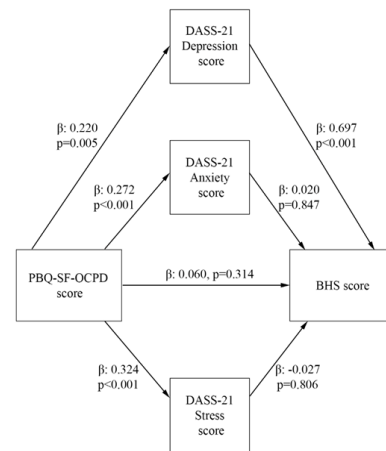 DASS-21
Depression
score
β: 0.220
p=0.005
β: 0.697
p<0.001
DASS-21
Anxiety
score
β: 0.272
p<0.001
β: 0.020
p=0.847
PBQ-SF-OCPD
score
β: 0.060, p=0.314
BHS score
β: 0.324
p<0.001
β: -0.027
p=0.806
DASS-21
Stress
score